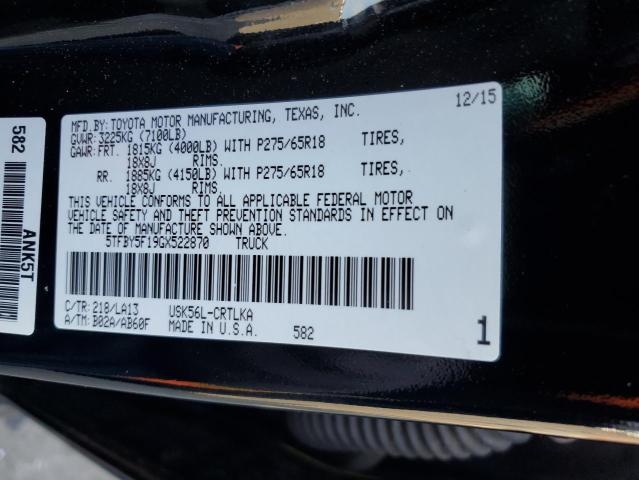 12/15
MFD.BY:TOYOTA MOTOR MANUFACTURING, TEXAS, INC.
GVWR:3225KG (7100LB)
GAWR:FRT. 1815KG (4000LB) WITH P275/65R18 TIRES,
18X8J RIMS.
RR. 1885KG (4150LB) WITH P275/65R18 TIRES,
18X8J RIMS.
THIS VEHICLE CONFORMS TO ALL APPLICABLE FEDERAL MOTOR
VEHICLE SAFETY AND THEFT PREVENTION STANDARDS IN EFFECT ON
THE DATE OF MANUFACTURE SHOWN ABOVE.
5TFBY5F19GX522870 TRUCK
C/TR:218/LA13 USK56L-CRTLKA
A/TM:B02A/AB60F MADE IN U.S.A. 582
1
582
ANK5T